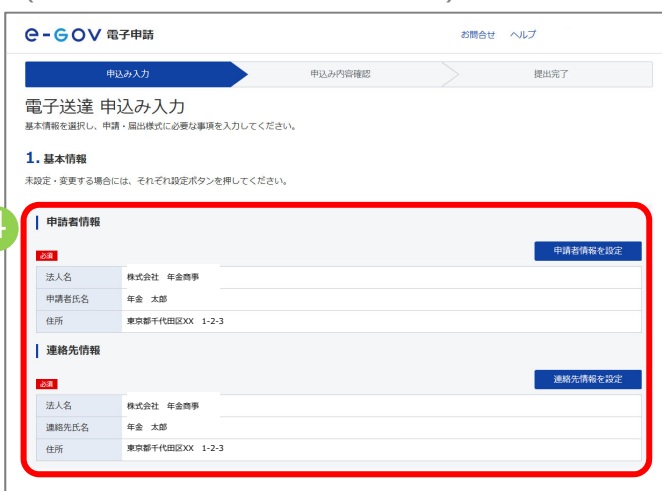 e-GOV 電子申請
お問合せ ヘルプ
申込み入力 申込み内容確認 提出完了
電子送達 申込み入力
基本情報を選択し、申請・届出様式に必要な事項を入力してください。
1. 基本情報
未設定・変更する場合には、それぞれ設定ボタンを押してください。
申請者情報
必須 申請者情報を設定
法人名 株式会社 年金商事
申請者氏名 年金 太郎
住所 東京都千代田区XX 1-2-3
連絡先情報
必須 連絡先情報を設定
法人名 株式会社 年金商事
連絡先氏名 年金 太郎
住所 東京都千代田区XX 1-2-3